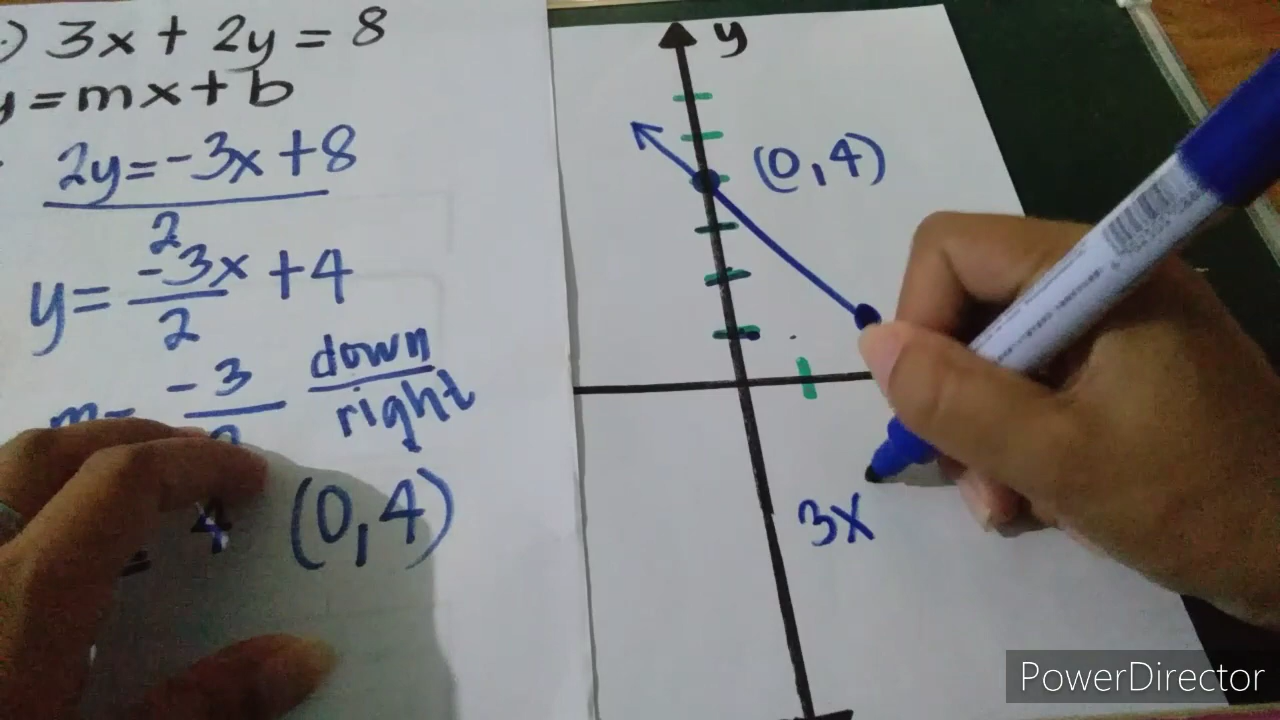 .) 3x + 2y = 8
y = mx + b
2y = -3x + 8
2
y = -3x + 4
2
m = -3
down
right
= 4 (0,4)
y
(0,4)
3x
PowerDirector